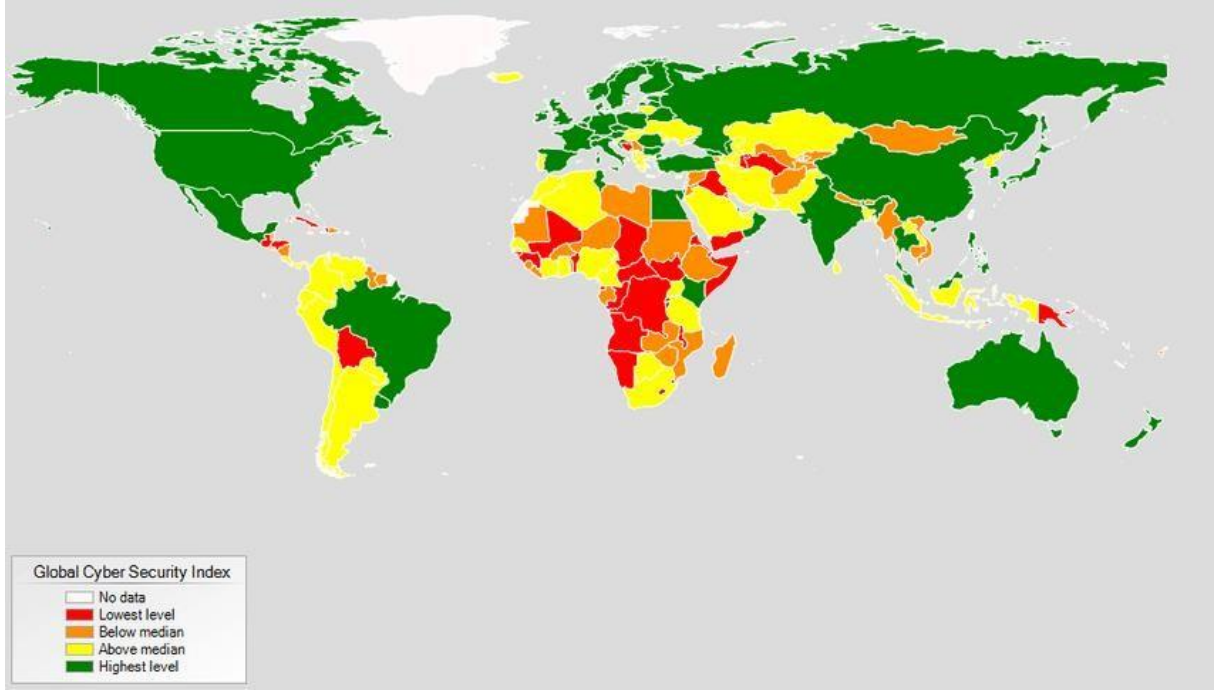 Global Cyber Security Index
No data
Lowest level
Below median
Above median
Highest level